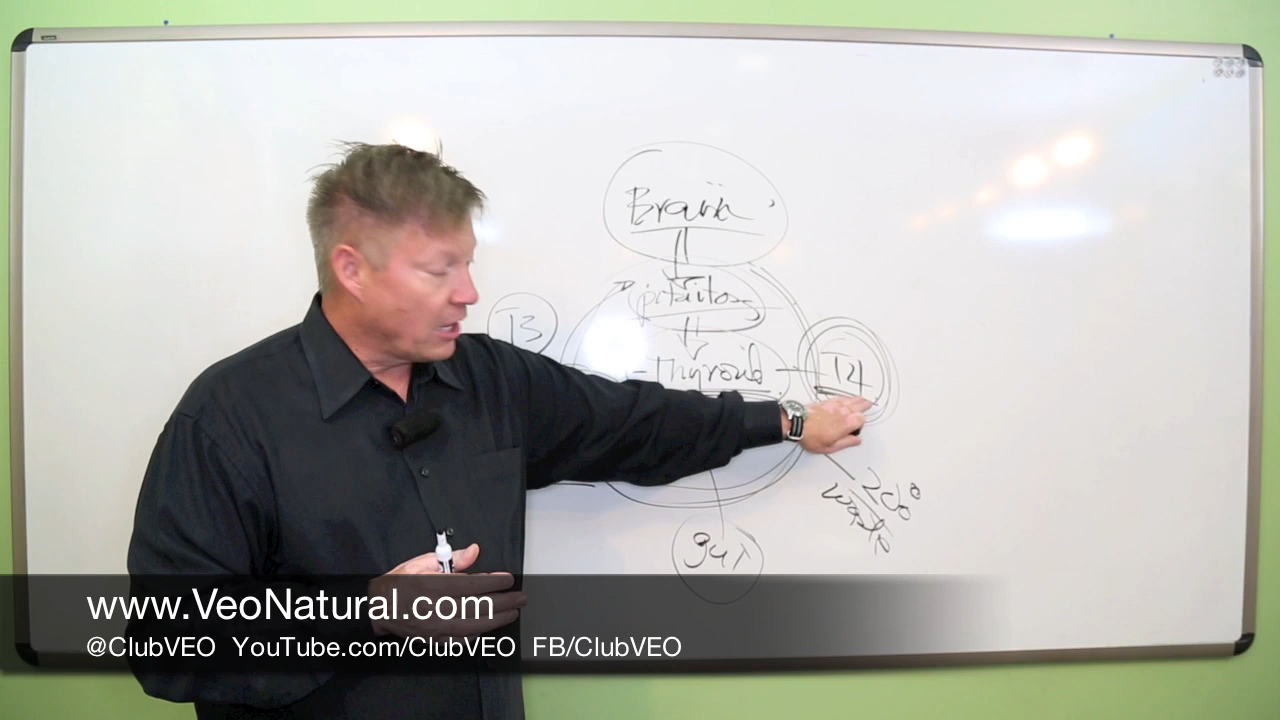 Brain
pituitary
T3
Thyroid
T4
20%
waste
gut
www.VeoNatural.com
@ClubVEO YouTube.com/ClubVEO FB/ClubVEO